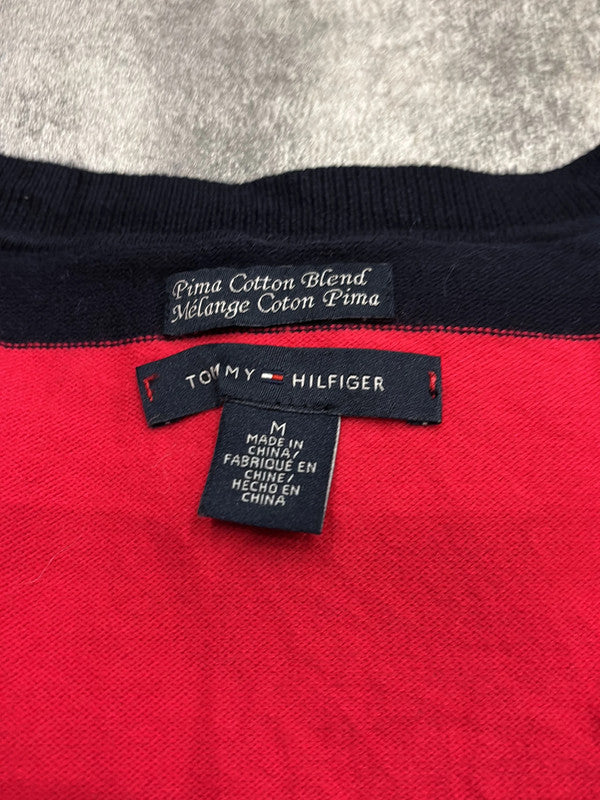 Pima Cotton Blend
Mélange Coton Pima
TOMMY HILFIGER
M
MADE IN
CHINA/
FABRIQUÉ EN
CHINE/
HECHO EN
CHINA